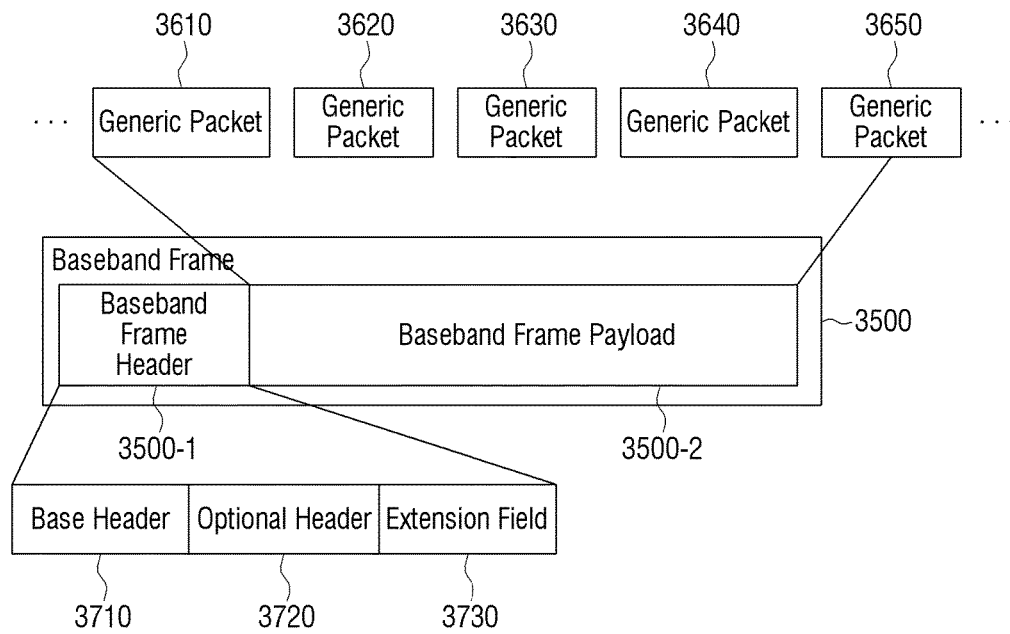 3610
3620
3630
3640
3650
...
Generic Packet
Generic
Packet
Generic
Packet
Generic Packet
Generic
Packet
...
Baseband Frame
Baseband
Frame
Header
Baseband Frame Payload
3500
3500-1
3500-2
Base Header
Optional Header
Extension Field
3710
3720
3730